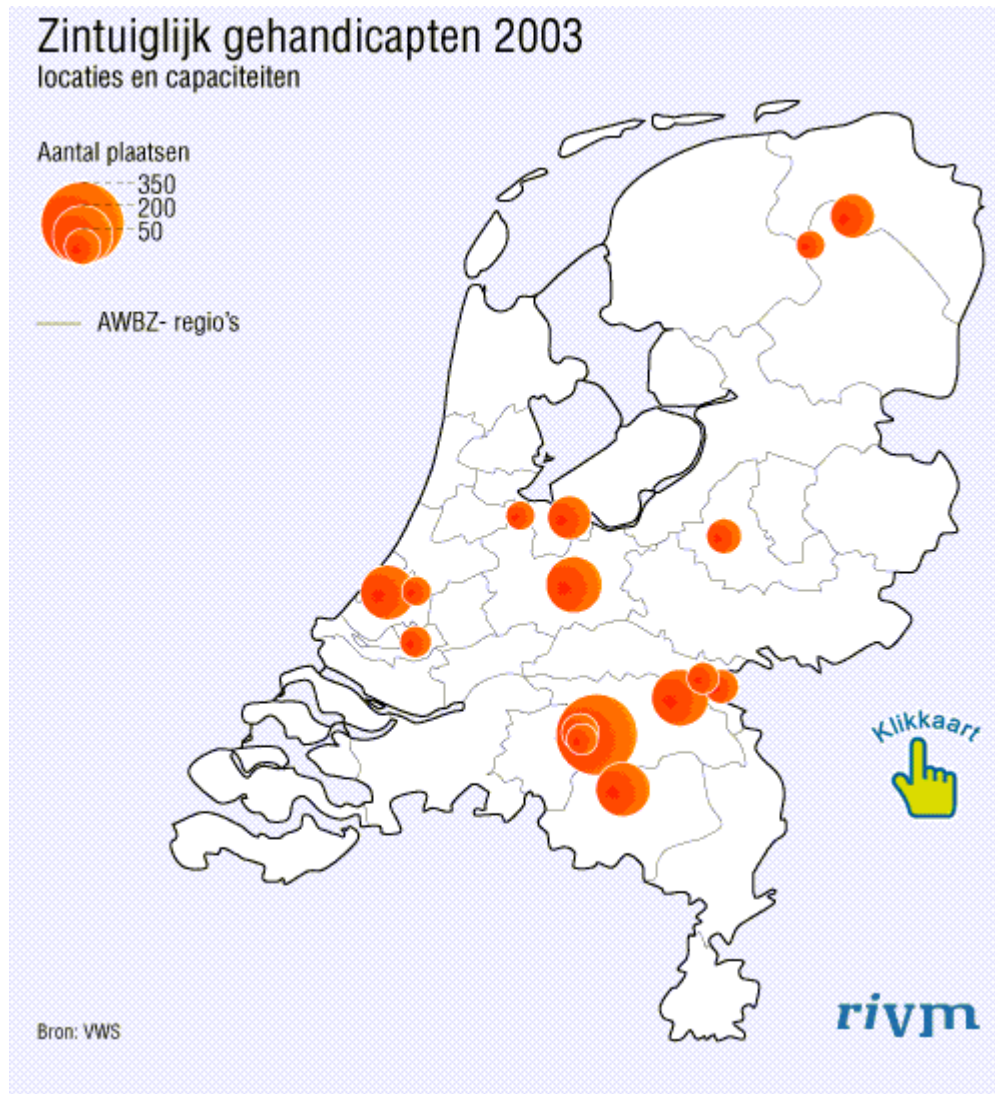 Zintuiglijk gehandicapten 2003
locaties en capaciteiten
Aantal plaatsen
350
200
50
AWBZ- regio's
Klikkaart
Bron: VWS
rivm